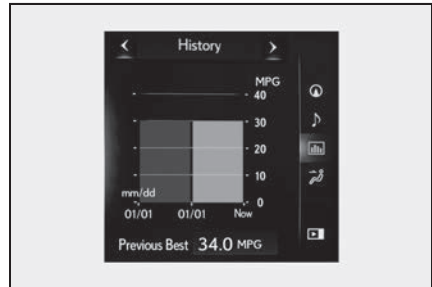 History
MPG
40
30
20
10
mm/dd
0
01/01 01/01 Now
Previous Best 34.0 MPG